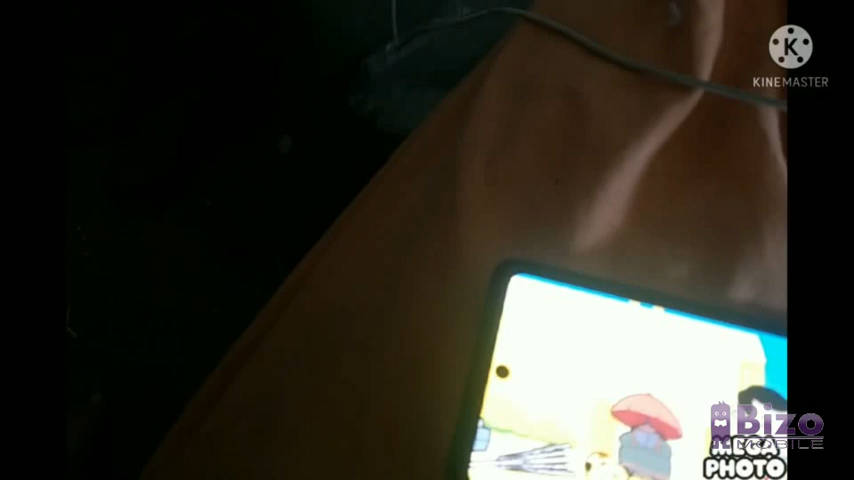 K
KINEMASTER
Bizo
MOBILE
MEGA
PHOTO